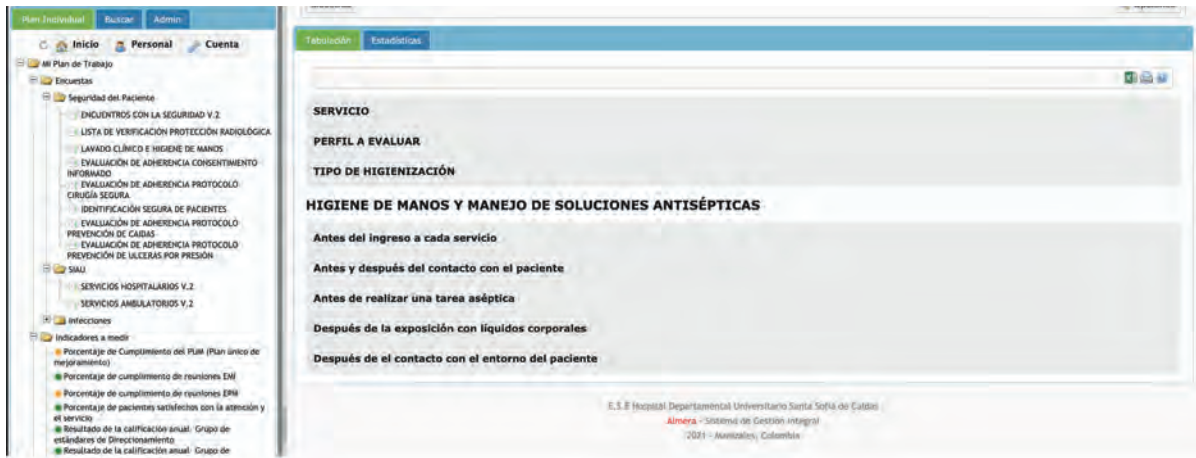 Plan Individual
Buscar
Admin
Inicio
Personal
Cuenta
Mi Plan de Trabajo
Encuestas
Seguridad del Paciente
ENCUENTROS CON LA SEGURIDAD V.2
LISTA DE VERIFICACIÓN PROTECCIÓN RADIOLÓGICA
LAVADO CLÍNICO E HIGIENE DE MANOS
EVALUACIÓN DE ADHERENCIA CONSENTIMIENTO
INFORMADO
EVALUACIÓN DE ADHERENCIA PROTOCOLO
CIRUGÍA SEGURA
IDENTIFICACIÓN SEGURA DE PACIENTES
EVALUACIÓN DE ADHERENCIA PROTOCOLO
PREVENCIÓN DE CAIDAS
EVALUACIÓN DE ADHERENCIA PROTOCOLO
PREVENCIÓN DE ULCERAS POR PRESIÓN
SIAU
SERVICIOS HOSPITALARIOS V.2
SERVICIOS AMBULATORIOS V.2
Infecciones
Indicadores a medir
Porcentaje de Cumplimiento del PUM (Plan único de
mejoramiento)
Porcentaje de cumplimiento de reuniones EMF
Porcentaje de cumplimiento de reuniones EPM
Porcentaje de pacientes satisfechos con la atención y
el servicio
Resultado de la calificación anual: Grupo de
estándares de Direccionamiento
Resultado de la calificación anual: Grupo de
Tabulación
Estadísticas
SERVICIO
PERFIL A EVALUAR
TIPO DE HIGIENIZACIÓN
HIGIENE DE MANOS Y MANEJO DE SOLUCIONES ANTISÉPTICAS
Antes del ingreso a cada servicio
Antes y después del contacto con el paciente
Antes de realizar una tarea aséptica
Después de la exposición con líquidos corporales
Después de el contacto con el entorno del paciente
E.S.E Hospital Departamental Universitario Santa Sofia de Caldas
Almera - Sistema de Gestión Integral
2021 - Manizales, Colombia